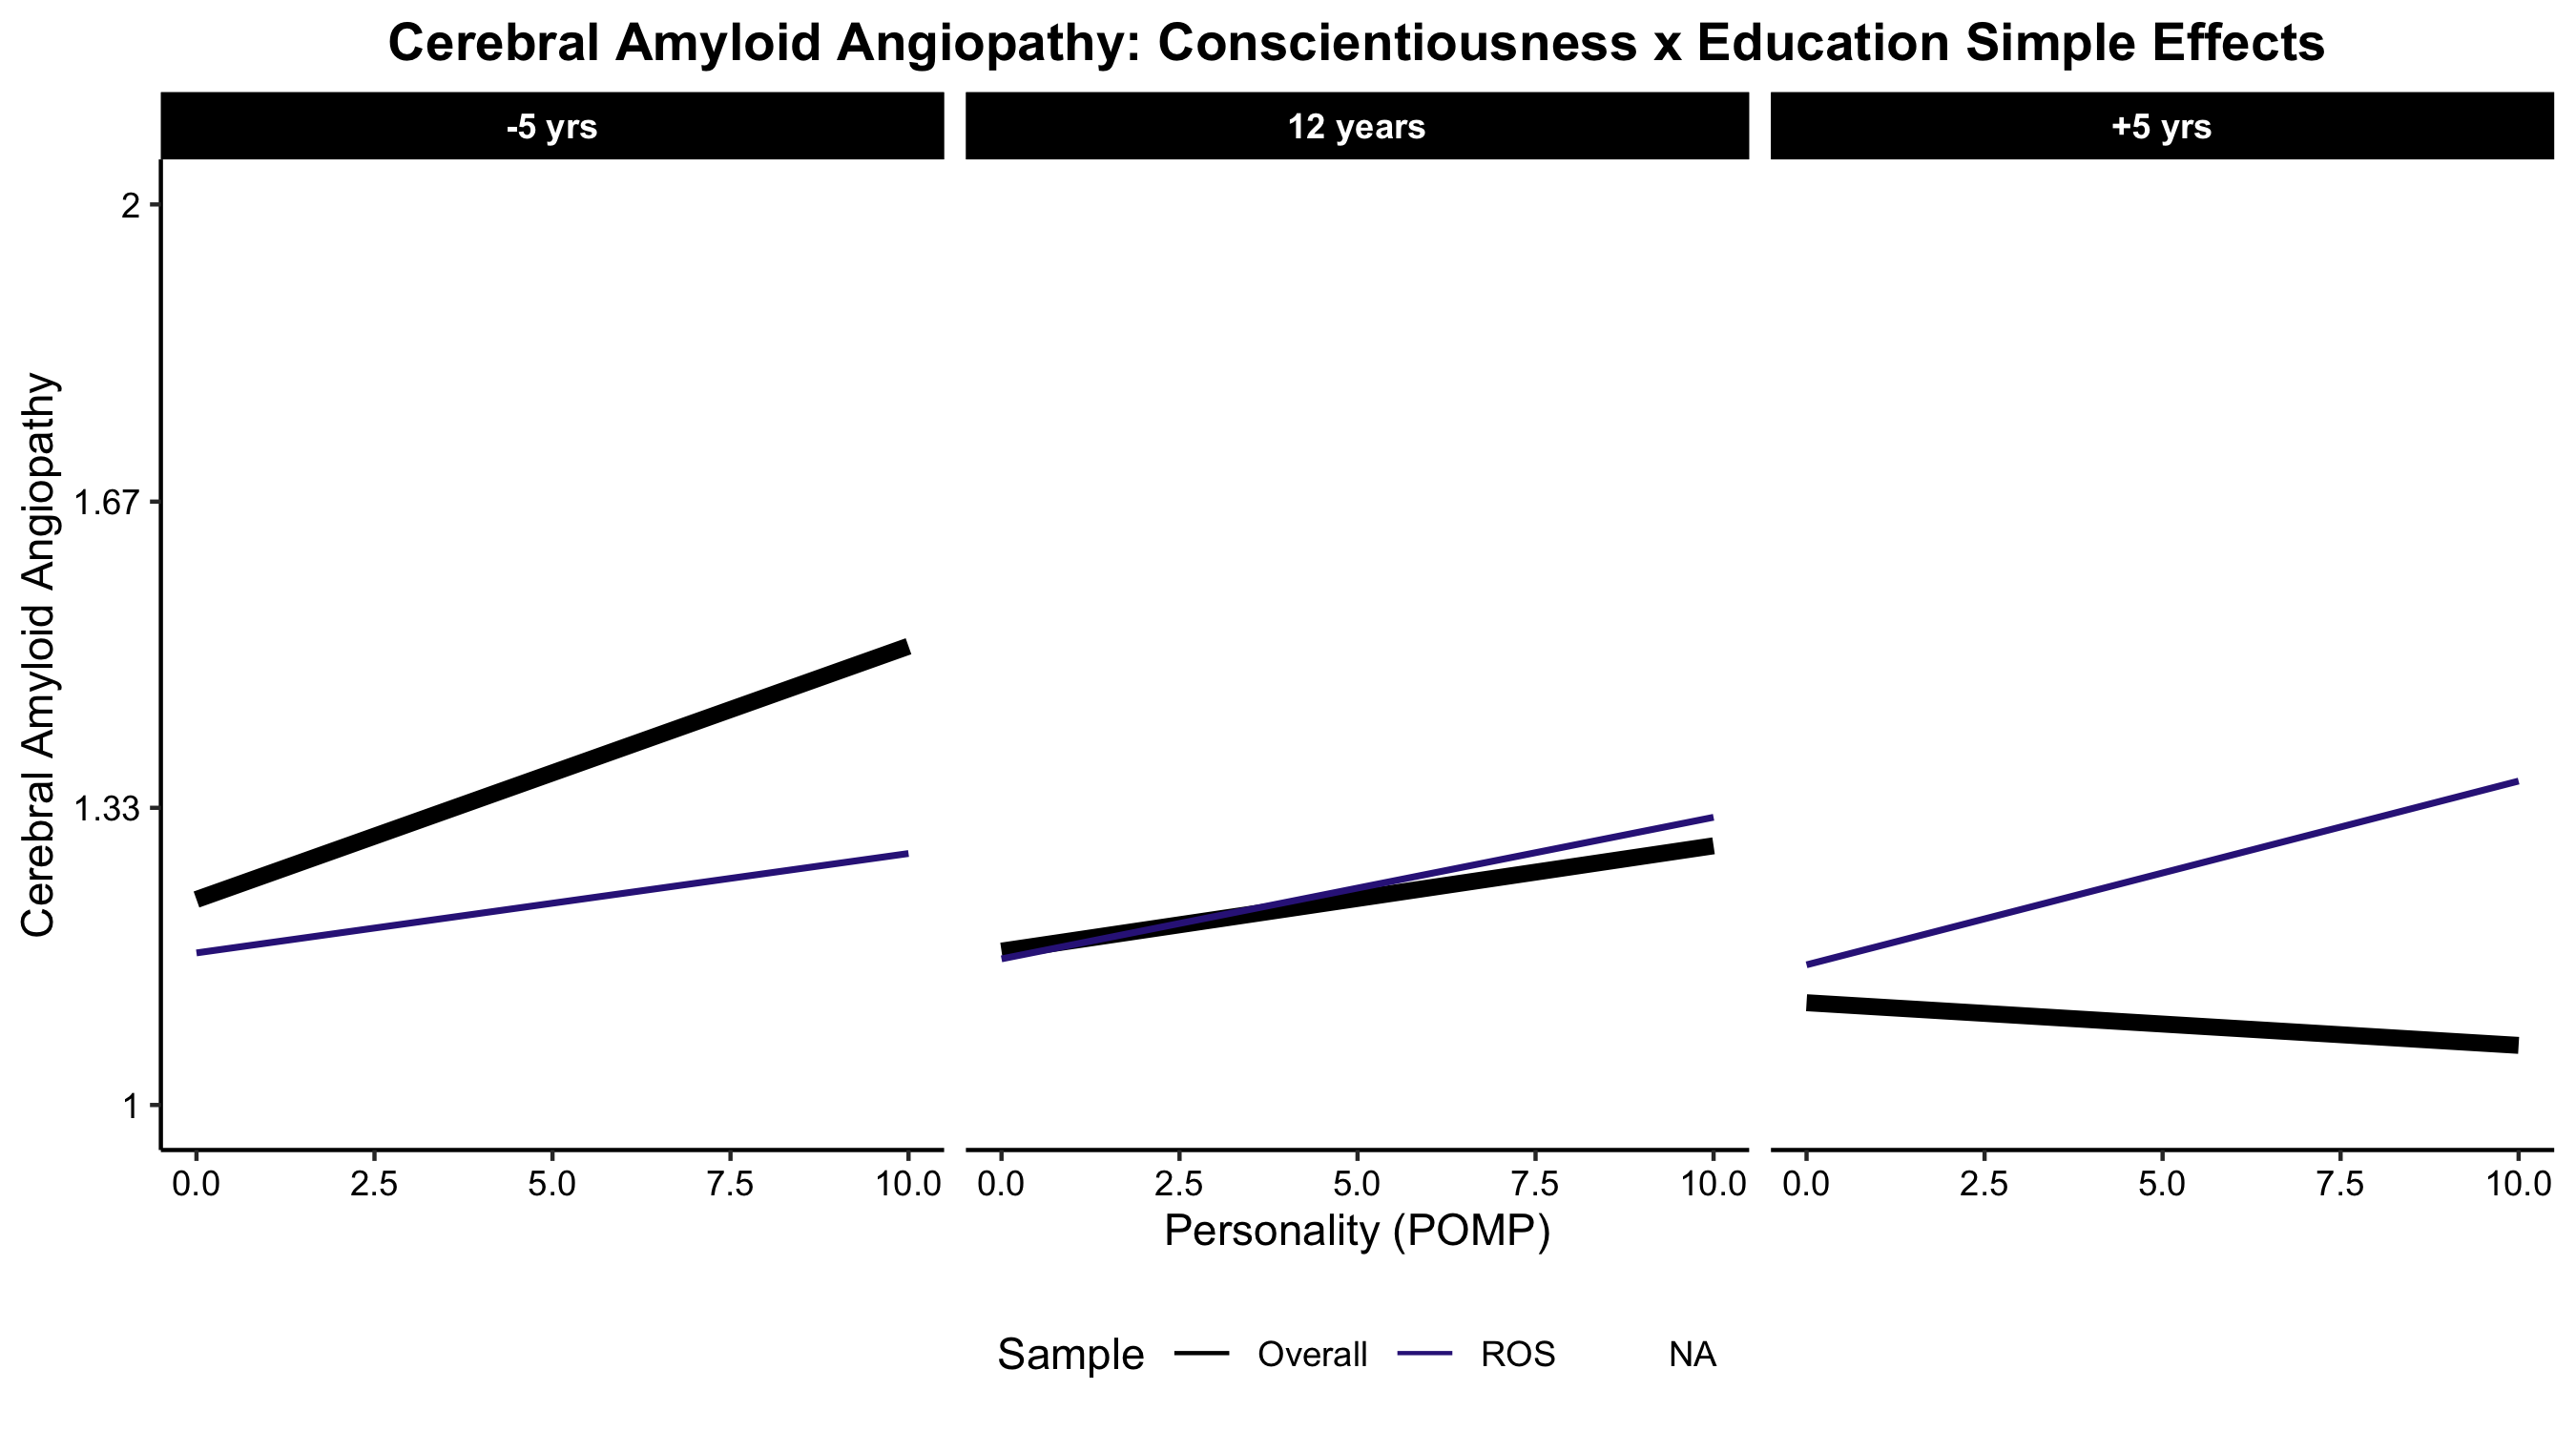 Cerebral Amyloid Angiopathy: Conscientiousness x Education Simple Effects
-5 yrs
12 years
+5 yrs
Cerebral Amyloid Angiopathy
2
1.67
1.33
1
0.0 2.5 5.0 7.5 10.0
0.0 2.5 5.0 7.5 10.0
0.0 2.5 5.0 7.5 10.0
Personality (POMP)
Sample Overall ROS NA